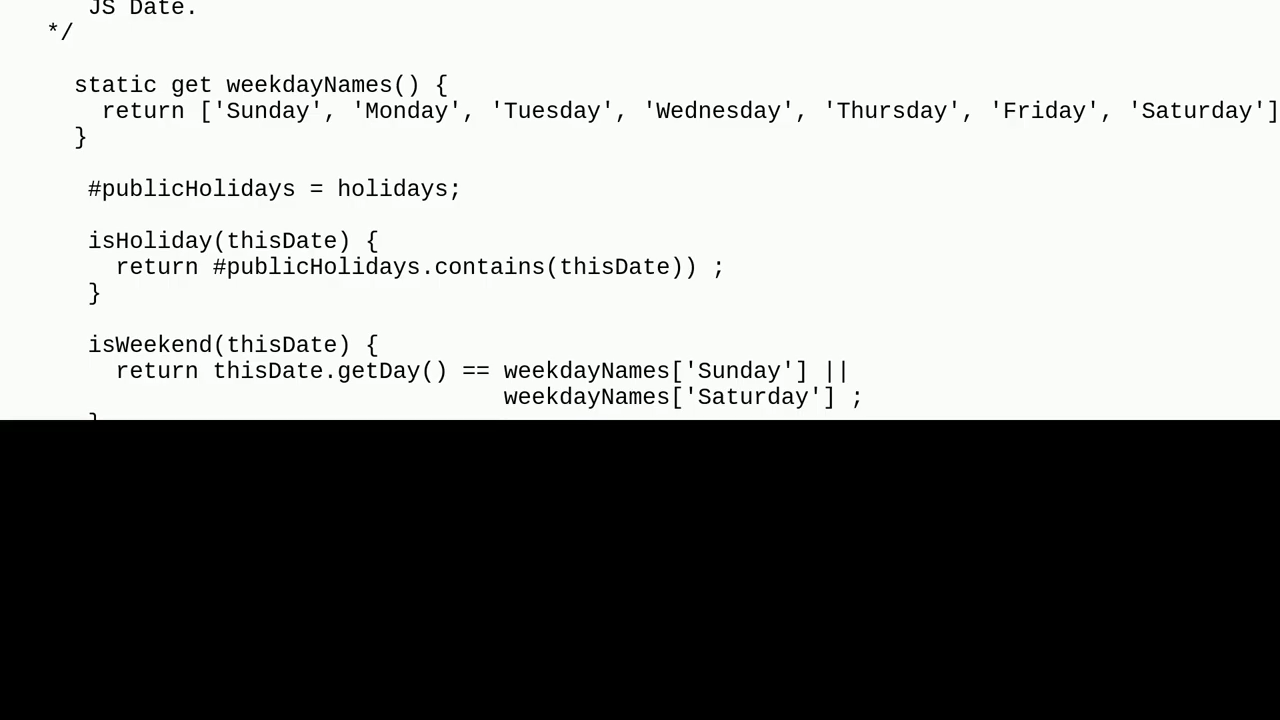 JS Date.
*/
static get weekdayNames() {
return ['Sunday', 'Monday', 'Tuesday', 'Wednesday', 'Thursday', 'Friday', 'Saturday']
}
#publicHolidays = holidays;
isHoliday(thisDate) {
return #publicHolidays.contains(thisDate)) ;
}
isWeekend(thisDate) {
return thisDate.getDay() == weekdayNames['Sunday'] ||
weekdayNames['Saturday'] ;
}